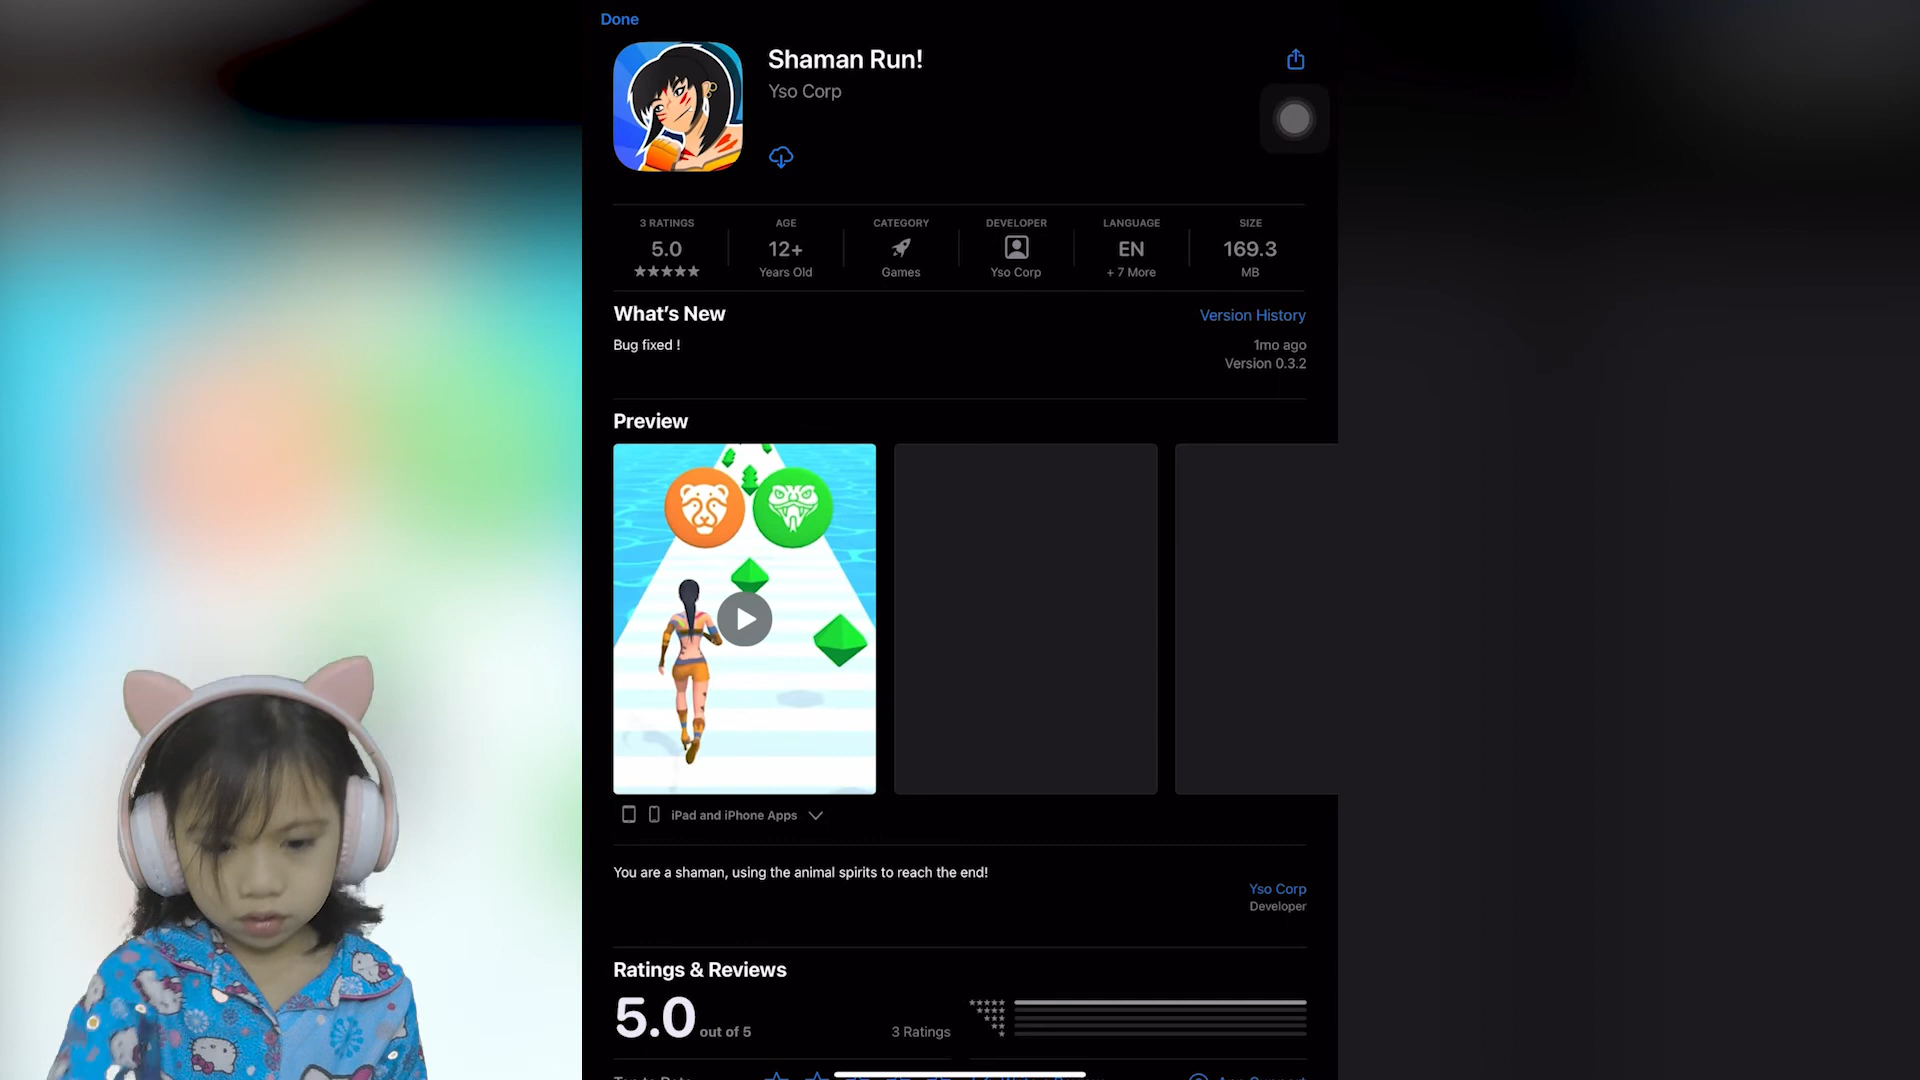 Done
Shaman Run!
Yso Corp
3 RATINGS
5.0
AGE
12+
Years Old
CATEGORY
Games
DEVELOPER
Yso Corp
LANGUAGE
EN
+ 7 More
SIZE
169.3
MB
What's New
Version History
Bug fixed !
1mo ago
Version 0.3.2
Preview
iPad and iPhone Apps
You are a shaman, using the animal spirits to reach the end!
Yso Corp
Developer
Ratings & Reviews
5.0 out of 5
3 Ratings